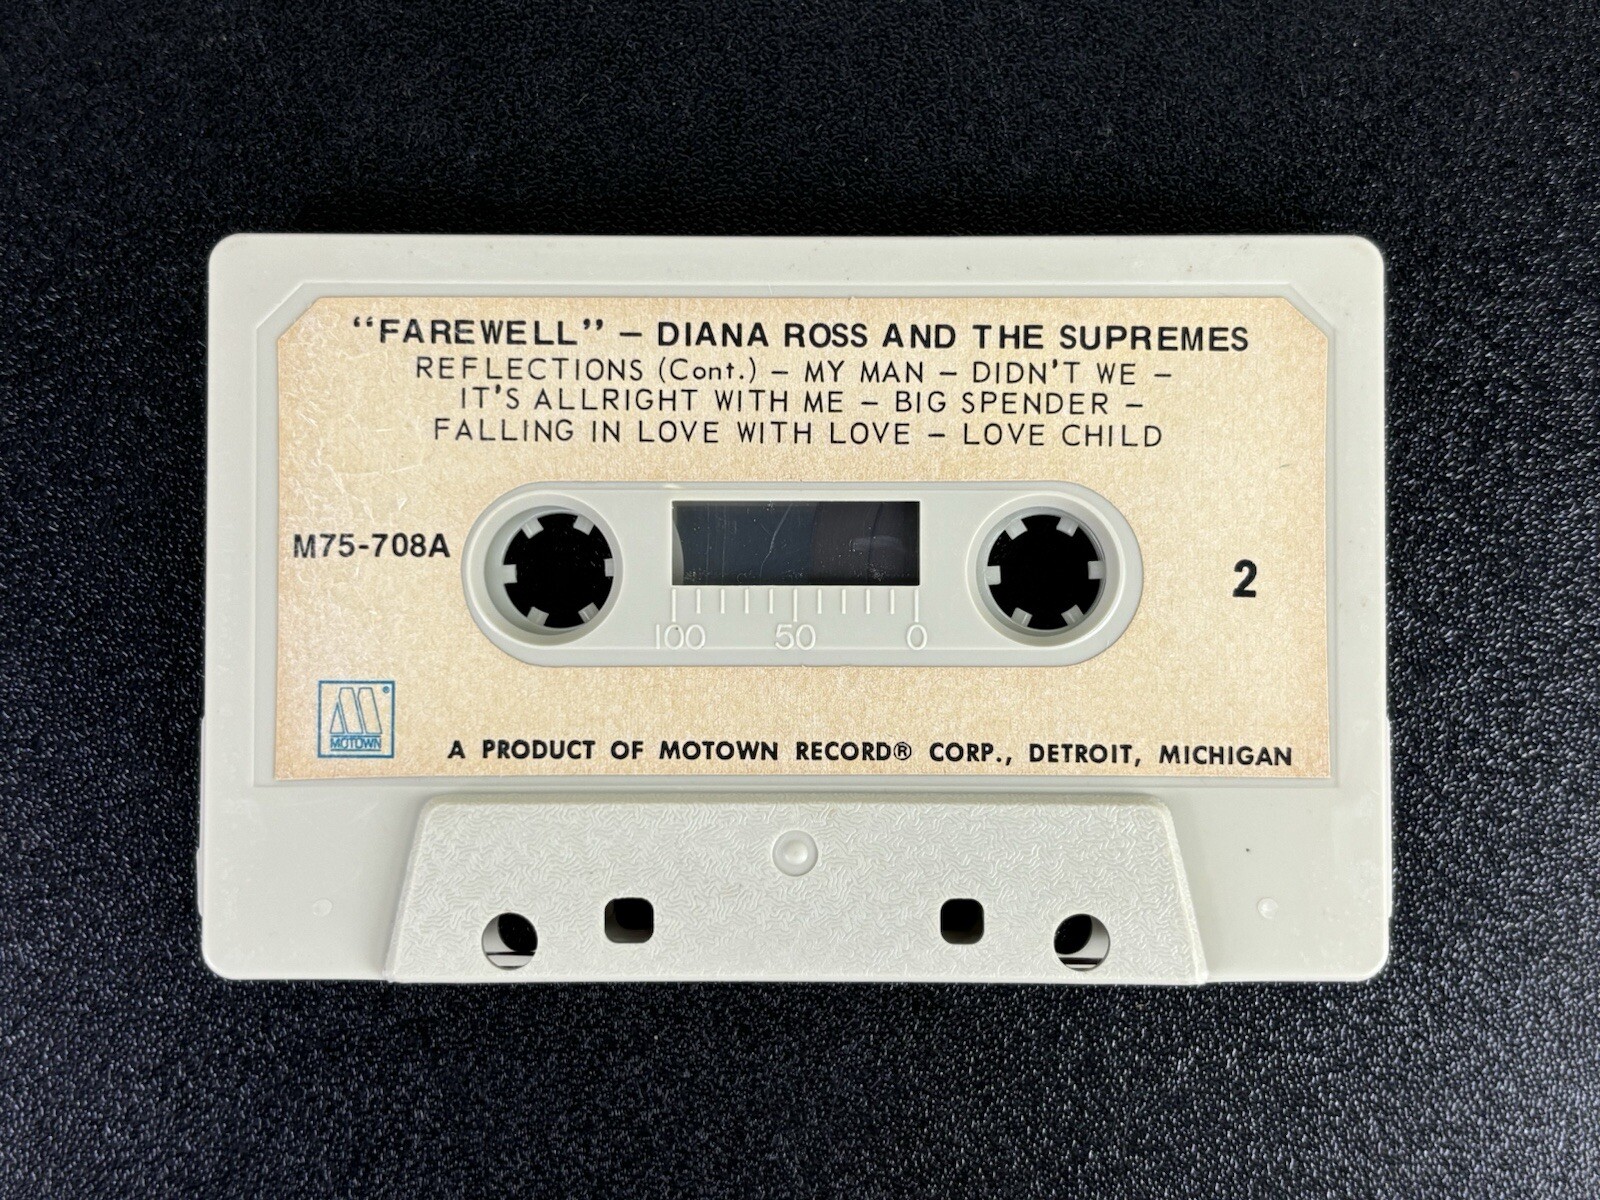 “FAREWELL” – DIANA ROSS AND THE SUPREMES
REFLECTIONS (Cont.) – MY MAN – DIDN'T WE –
IT'S ALLRIGHT WITH ME – BIG SPENDER –
FALLING IN LOVE WITH LOVE – LOVE CHILD
M75-708A
2
100 50 0
M®
MOTOWN
A PRODUCT OF MOTOWN RECORD® CORP., DETROIT, MICHIGAN